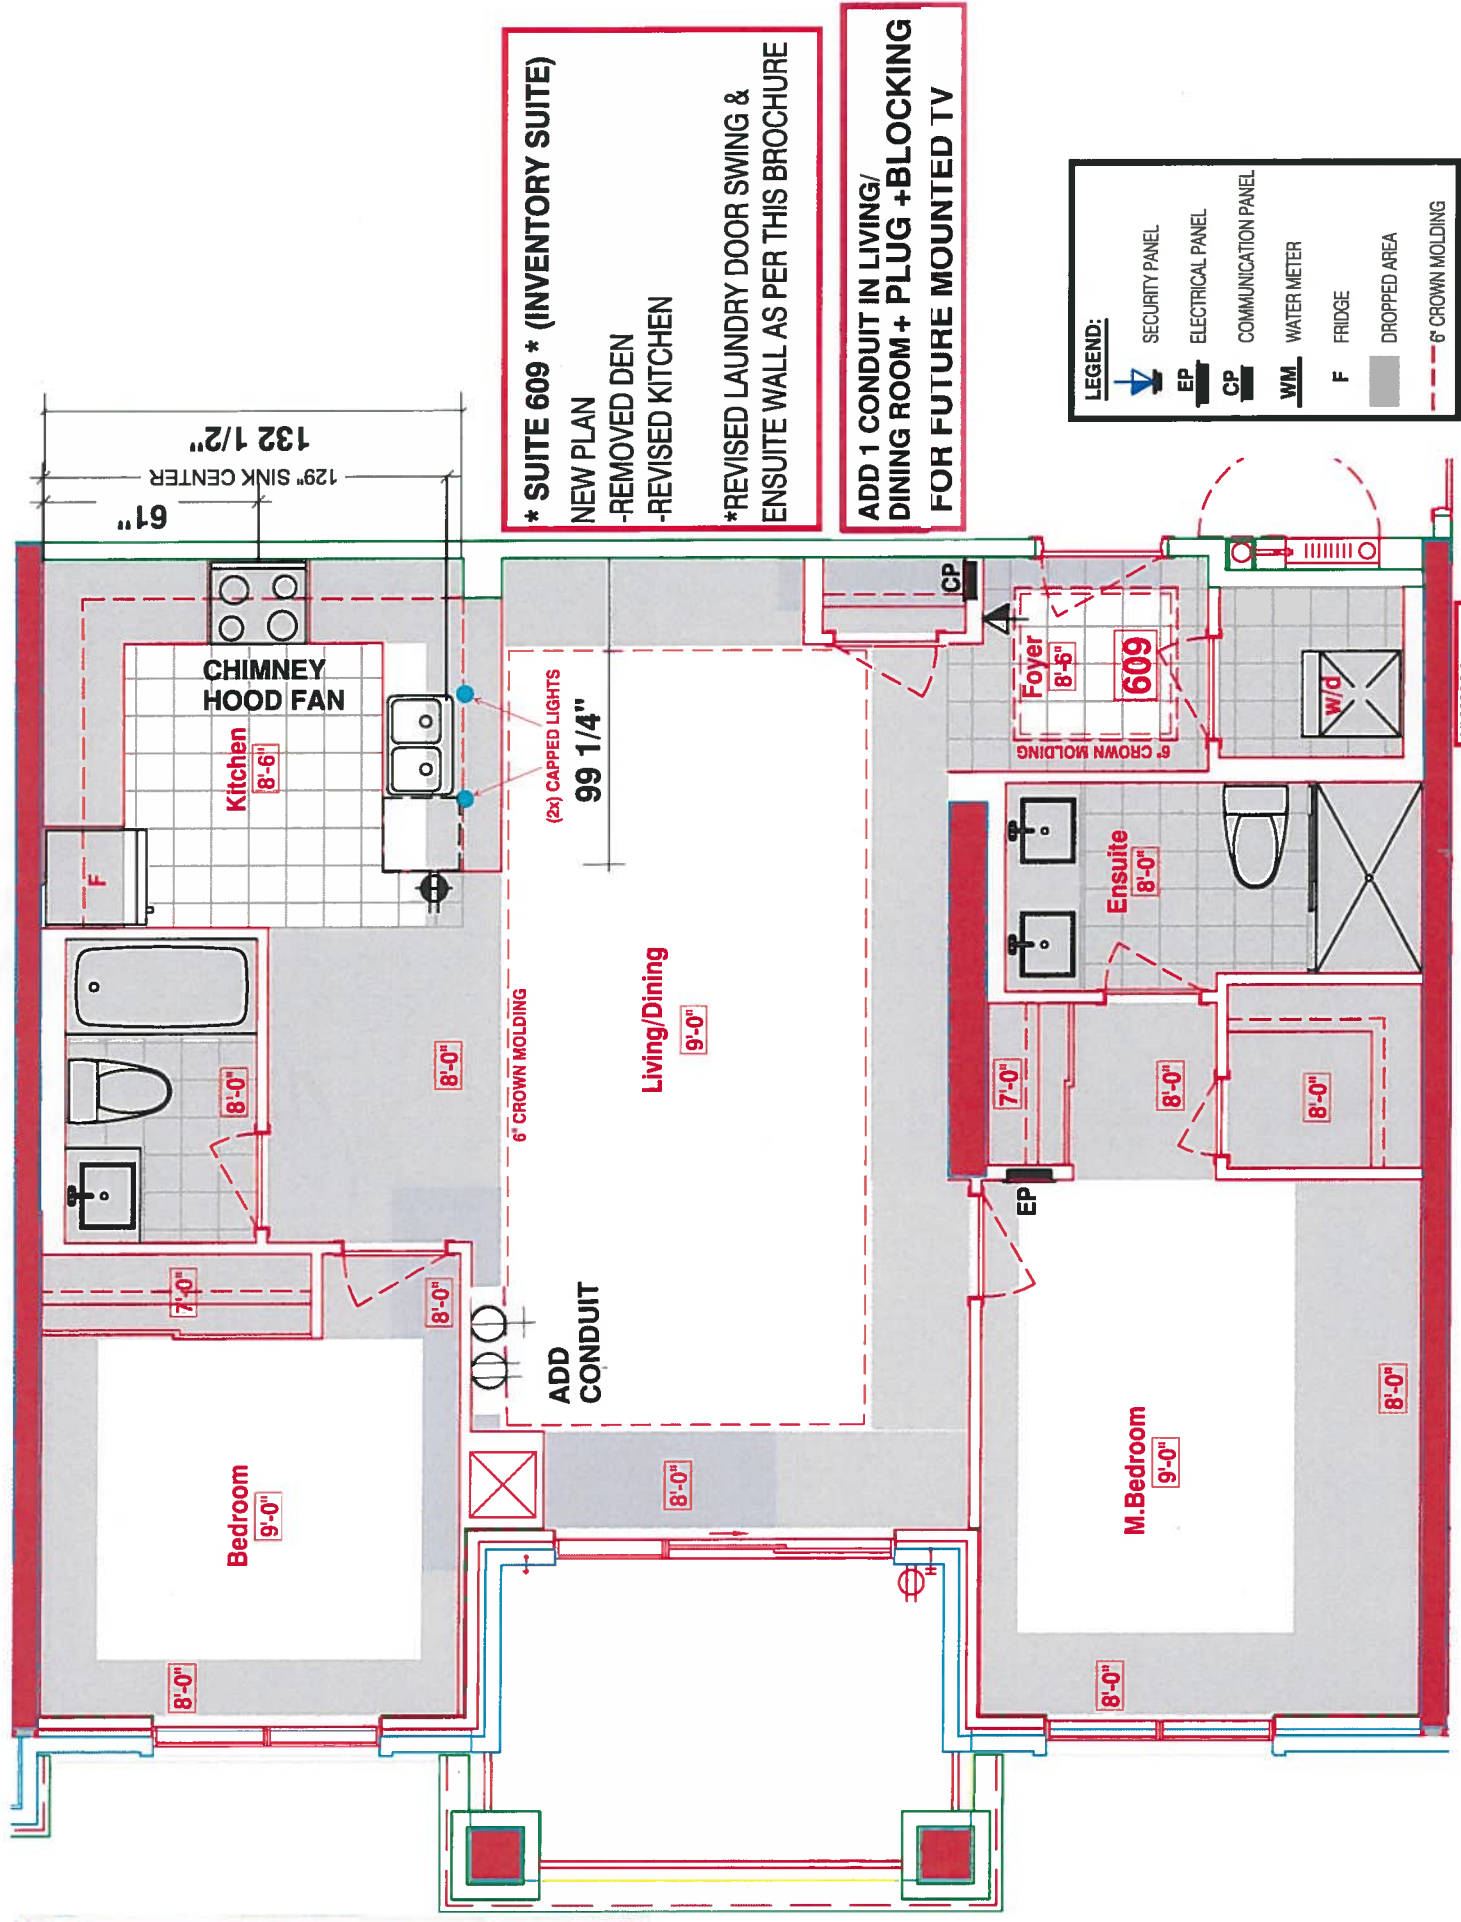 * SUITE 609 * (INVENTORY SUITE)
NEW PLAN
-REMOVED DEN
-REVISED KITCHEN
*REVISED LAUNDRY DOOR SWING &
ENSUITE WALL AS PER THIS BROCHURE
ADD 1 CONDUIT IN LIVING/
DINING ROOM + PLUG +BLOCKING
FOR FUTURE MOUNTED TV
LEGEND:
SECURITY PANEL
EP ELECTRICAL PANEL
CP COMMUNICATION PANEL
WM WATER METER
F FRIDGE
DROPPED AREA
6" CROWN MOLDING
132 1/2"
129" SINK CENTER
61"
CHIMNEY
HOOD FAN
Kitchen
8'-6"
F
(2x) CAPPED LIGHTS
99 1/4"
CP
Foyer
8'-6"
609
6" CROWN MOLDING
W/d
Ensuite
8'-0"
8'-0"
8'-0"
6" CROWN MOLDING
Living/Dining
9'-0"
7'-0"
8'-0"
8'-0"
EP
7'-0"
8'-0"
ADD
CONDUIT
Bedroom
9'-0"
8'-0"
8'-0"
M.Bedroom
9'-0"
8'-0"
8'-0"